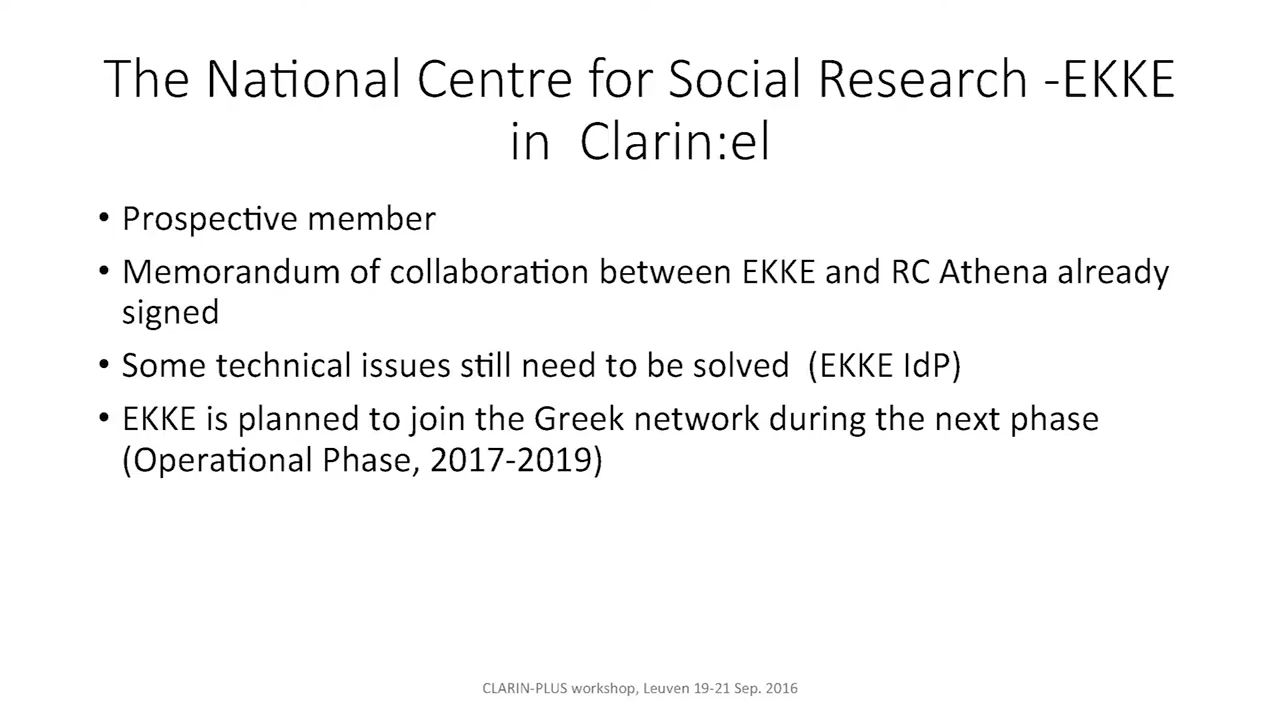 The National Centre for Social Research -EKKE
in  Clarin:el
• Prospective member
• Memorandum of collaboration between EKKE and RC Athena already
signed
• Some technical issues still need to be solved  (EKKE IdP)
• EKKE is planned to join the Greek network during the next phase
(Operational Phase, 2017-2019)
CLARIN-PLUS workshop, Leuven 19-21 Sep. 2016